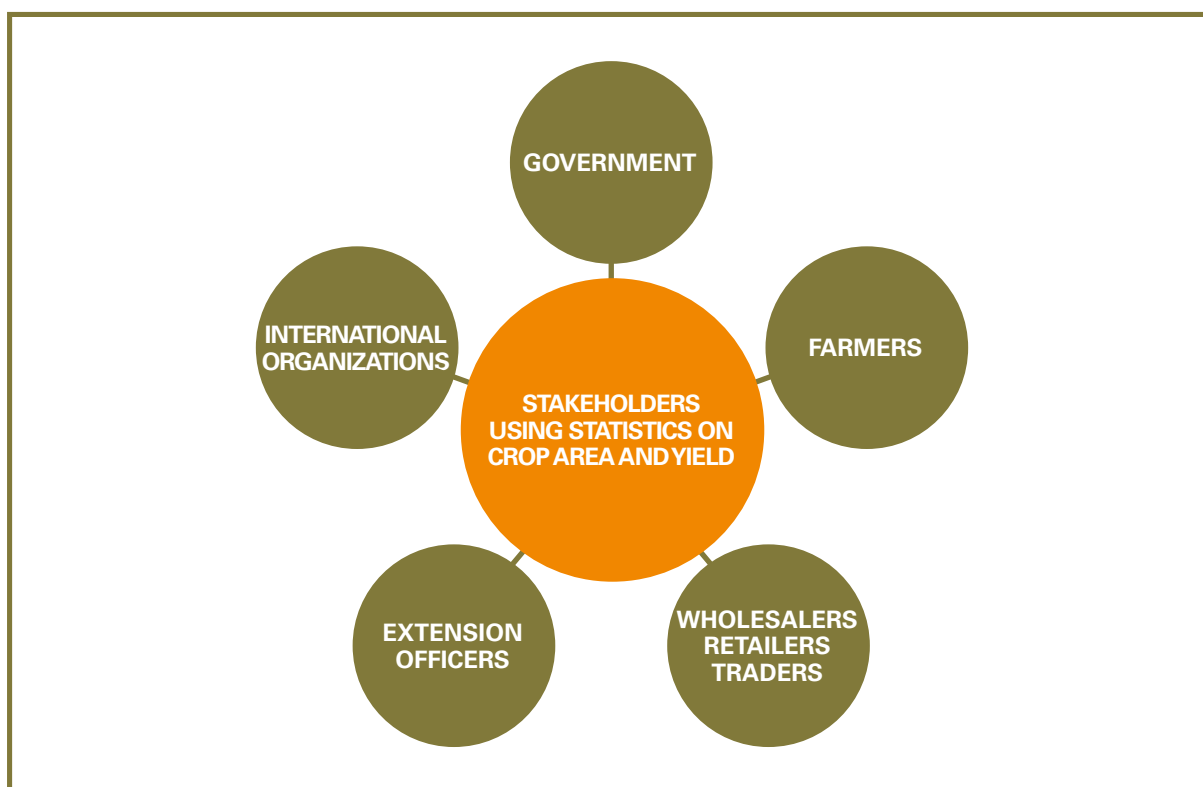 GOVERNMENT
INTERNATIONAL
ORGANIZATIONS
FARMERS
STAKEHOLDERS
USING STATISTICS ON
CROP AREA AND YIELD
EXTENSION
OFFICERS
WHOLESALERS
RETAILERS
TRADERS